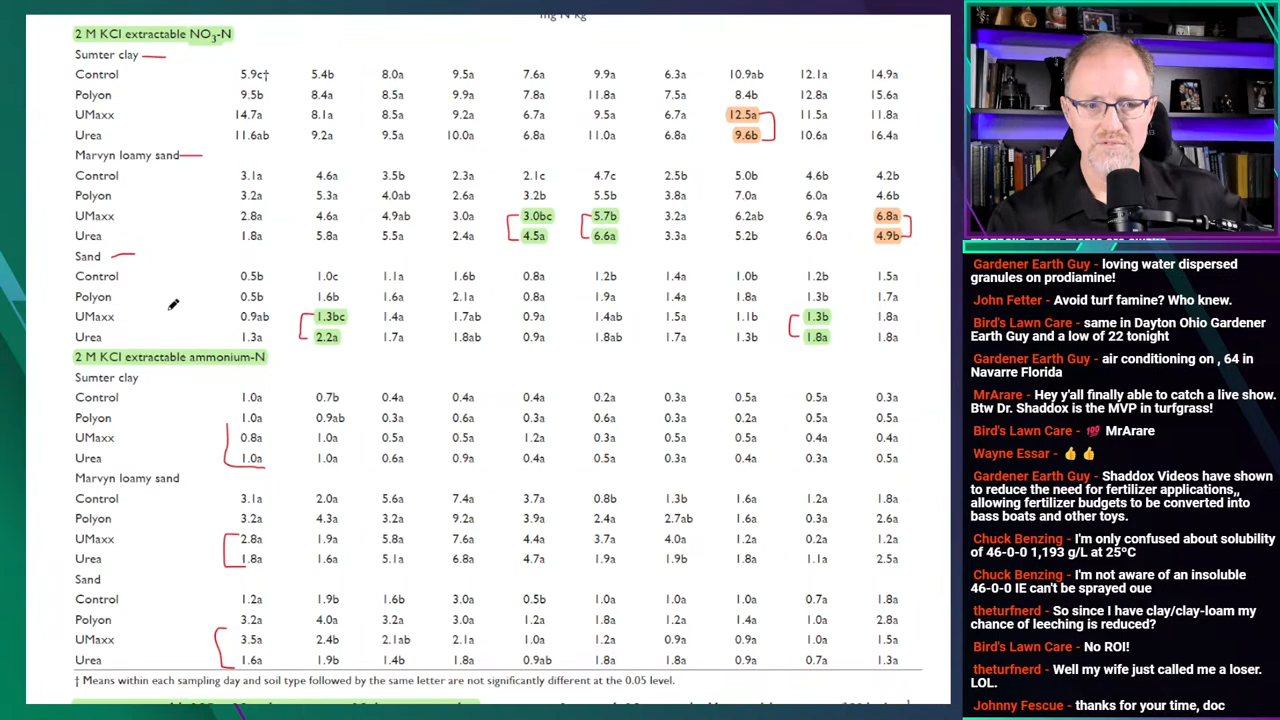 mg N kg
2 M KCl extractable NO3-N
Sumter clay
Control 5.9c† 5.4b 8.0a 9.5a 7.6a 9.9a 6.3a 10.9ab 12.1a 14.9a
Polyon 9.5b 8.4a 8.5a 9.9a 7.8a 11.8a 7.5a 8.4b 12.8a 15.6a
UMaxx 14.7a 8.1a 8.5a 9.2a 6.7a 9.5a 6.7a 12.5a 11.5a 11.8a
Urea 11.6ab 9.2a 9.5a 10.0a 6.8a 11.0a 6.8a 9.6b 10.6a 16.4a
Marvyn loamy sand
Control 3.1a 4.6a 3.5b 2.3a 2.1c 4.7c 2.5b 5.0b 4.6b 4.2b
Polyon 3.2a 5.3a 4.0ab 2.6a 3.2b 5.5b 3.8a 7.0a 6.0a 4.6b
UMaxx 2.8a 4.6a 4.9ab 3.0a 3.0bc 5.7b 3.2a 6.2ab 6.9a 6.8a
Urea 1.8a 5.8a 5.5a 2.4a 4.5a 6.6a 3.3a 5.2b 6.0a 4.9b
Sand
Control 0.5b 1.0c 1.1a 1.6b 0.8a 1.2b 1.4a 1.0b 1.2b 1.5a
Polyon 0.5b 1.6b 1.6a 2.1a 0.8a 1.9a 1.4a 1.8a 1.3b 1.7a
UMaxx 0.9ab 1.3bc 1.4a 1.7ab 0.9a 1.4ab 1.5a 1.1b 1.3b 1.8a
Urea 1.3a 2.2a 1.7a 1.8ab 0.9a 1.8ab 1.7a 1.3b 1.8a 1.8a
2 M KCl extractable ammonium-N
Sumter clay
Control 1.0a 0.7b 0.4a 0.4a 0.4a 0.2a 0.3a 0.5a 0.5a 0.3a
Polyon 1.0a 0.9ab 0.3a 0.6a 0.3a 0.6a 0.3a 0.2a 0.5a 0.5a
UMaxx 0.8a 1.0a 0.5a 0.5a 1.2a 0.3a 0.5a 0.5a 0.4a 0.4a
Urea 1.0a 1.0a 0.6a 0.9a 0.4a 0.5a 0.3a 0.4a 0.3a 0.5a
Marvyn loamy sand
Control 3.1a 2.0a 5.6a 7.4a 3.7a 0.8b 1.3b 1.6a 1.2a 1.8a
Polyon 3.2a 4.3a 3.2a 9.2a 3.9a 2.4a 2.7ab 1.6a 0.3a 2.6a
UMaxx 2.8a 1.9a 5.8a 7.6a 4.4a 3.7a 4.0a 1.2a 0.2a 1.2a
Urea 1.8a 1.6a 5.1a 6.8a 4.7a 1.9a 1.9b 1.8a 1.1a 2.5a
Sand
Control 1.2a 1.9b 1.6b 3.0a 0.5b 1.0a 1.0a 1.0a 0.7a 1.8a
Polyon 3.2a 4.0a 3.2a 3.0a 1.2a 1.8a 1.2a 1.4a 1.0a 2.8a
UMaxx 3.5a 2.4b 2.1ab 2.1a 1.0a 1.2a 0.9a 0.9a 1.0a 1.5a
Urea 1.6a 1.9b 1.4b 1.8a 0.9ab 1.8a 1.8a 0.9a 0.7a 1.3a
† Means within each sampling day and soil type followed by the same letter are not significantly different at the 0.05 level.
Gardener Earth Guy - loving water dispersed
granules on prodiamine!
John Fetter - Avoid turf famine? Who knew.
Bird's Lawn Care - same in Dayton Ohio Gardener
Earth Guy and a low of 22 tonight
Gardener Earth Guy - air conditioning on , 64 in
Navarre Florida
MrArare - Hey y'all finally able to catch a live show.
Btw Dr. Shaddox is the MVP in turfgrass!
Bird's Lawn Care - 💯 MrArare
Wayne Essar - 👍 👍
Gardener Earth Guy - Shaddox Videos have shown
to reduce the need for fertilizer applications,,
allowing fertilizer budgets to be converted into
bass boats and other toys.
Chuck Benzing - I'm only confused about solubility
of 46-0-0 1,193 g/L at 25ºC
Chuck Benzing - I'm not aware of an insoluble
46-0-0 IE can't be sprayed oue
theturfnerd - So since I have clay/clay-loam my
chance of leeching is reduced?
Bird's Lawn Care - No ROI!
theturfnerd - Well my wife just called me a loser.
LOL.
Johnny Fescue - thanks for your time, doc